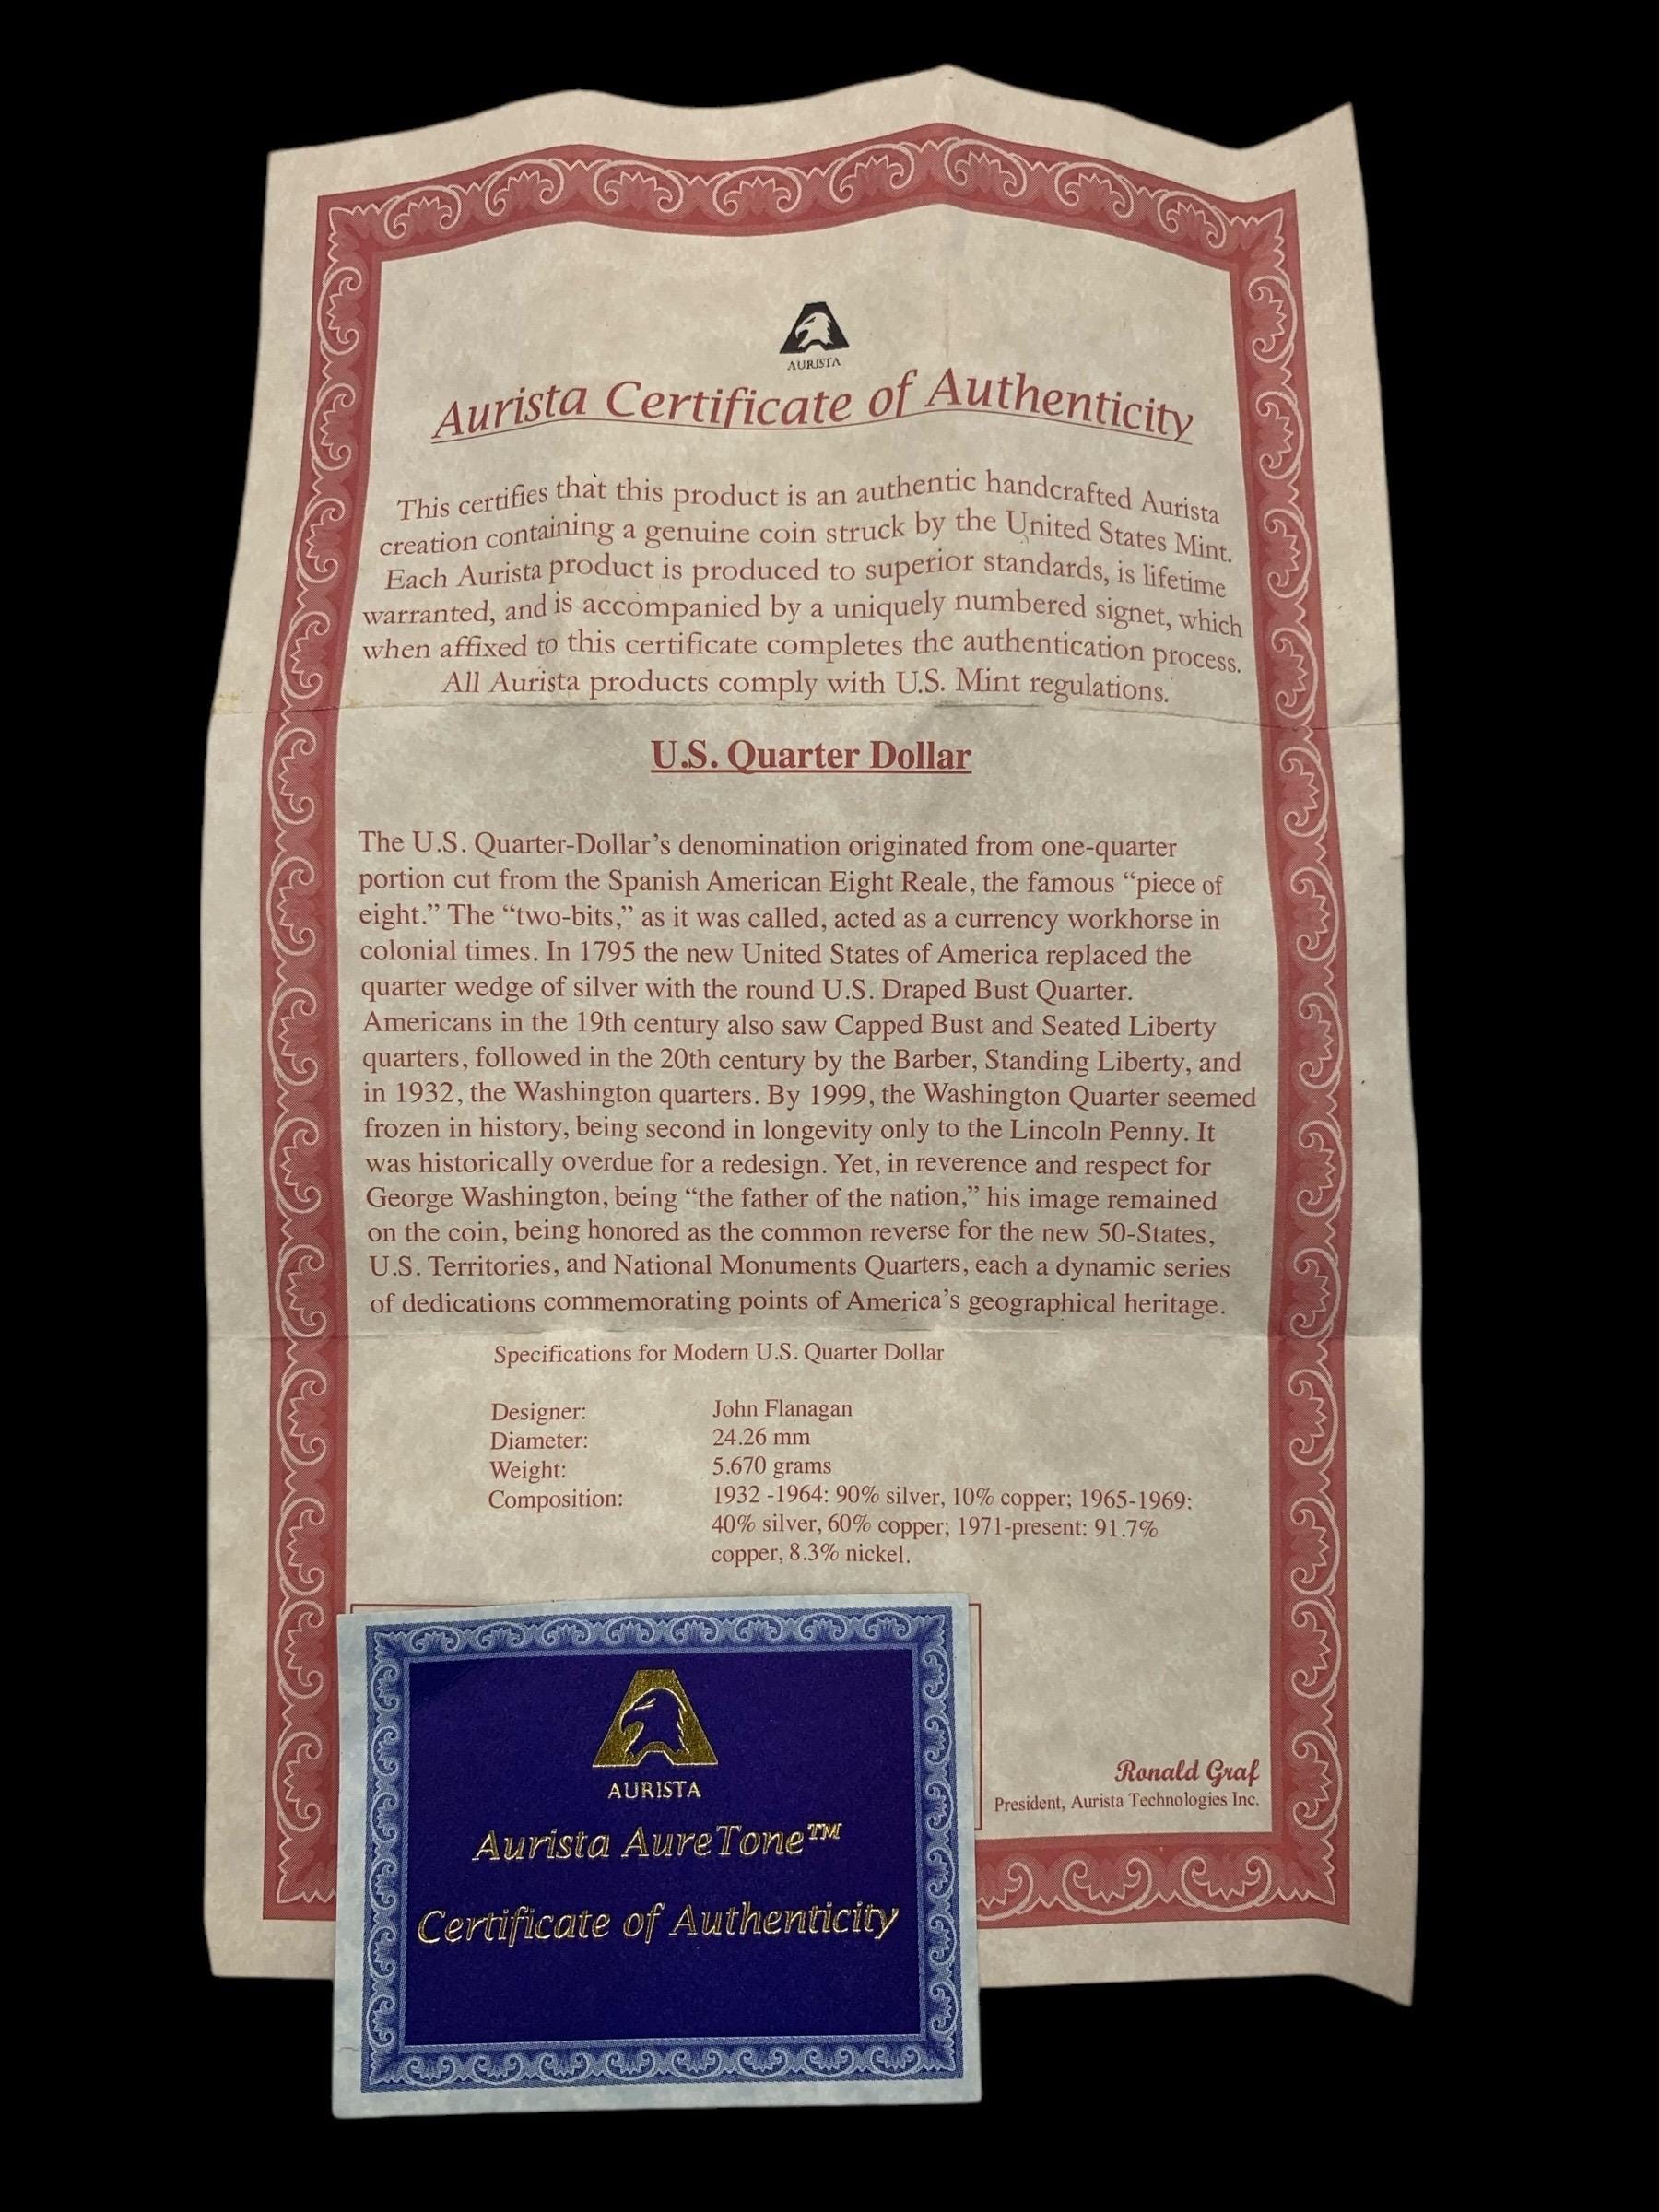 AURISTA
Aurista Certificate of Authenticity
This certifies that this product is an authentic handcrafted Aurista
creation containing a genuine coin struck by the United States Mint.
Each Aurista product is produced to superior standards, is lifetime
warranted, and is accompanied by a uniquely numbered signet, which
when affixed to this certificate completes the authentication process.
All Aurista products comply with U.S. Mint regulations.
U.S. Quarter Dollar
The U.S. Quarter-Dollar’s denomination originated from one-quarter
portion cut from the Spanish American Eight Reale, the famous “piece of
eight.” The “two-bits,” as it was called, acted as a currency workhorse in
colonial times. In 1795 the new United States of America replaced the
quarter wedge of silver with the round U.S. Draped Bust Quarter.
Americans in the 19th century also saw Capped Bust and Seated Liberty
quarters, followed in the 20th century by the Barber, Standing Liberty, and
in 1932, the Washington quarters. By 1999, the Washington Quarter seemed
frozen in history, being second in longevity only to the Lincoln Penny. It
was historically overdue for a redesign. Yet, in reverence and respect for
George Washington, being “the father of the nation,” his image remained
on the coin, being honored as the common reverse for the new 50-States,
U.S. Territories, and National Monuments Quarters, each a dynamic series
of dedications commemorating points of America’s geographical heritage.
Specifications for Modern U.S. Quarter Dollar
Designer: John Flanagan
Diameter: 24.26 mm
Weight: 5.670 grams
Composition: 1932 -1964: 90% silver, 10% copper; 1965-1969:
40% silver, 60% copper; 1971-present: 91.7%
copper, 8.3% nickel.
Ronald Graf
President, Aurista Technologies Inc.
AURISTA
Aurista AureTone™
Certificate of Authenticity